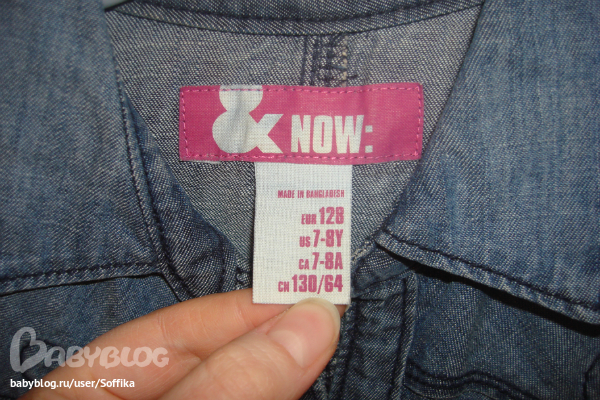 & NOW:
MADE IN BANGLADESH
EUR 128
US 7-8Y
CA 7-8A
CN 130/64
BABYBLOG
babyblog.ru/user/Soffika